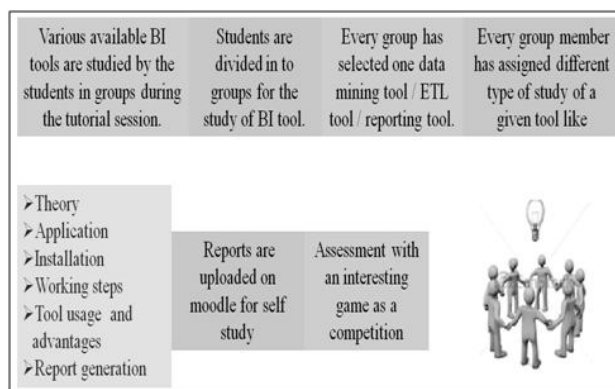 Various available BI
tools are studied by the
students in groups during
the tutorial session.
Students are
divided in to
groups for the
study of BI tool.
Every group has
selected one data
mining tool / ETL
tool / reporting tool.
Every group member
has assigned different
type of study of a
given tool like
➢Theory
➢Application
➢Installation
➢Working steps
➢Tool usage and
advantages
➢Report generation
Reports are
uploaded on
moodle for self
study
Assessment with
an interesting
game as a
competition